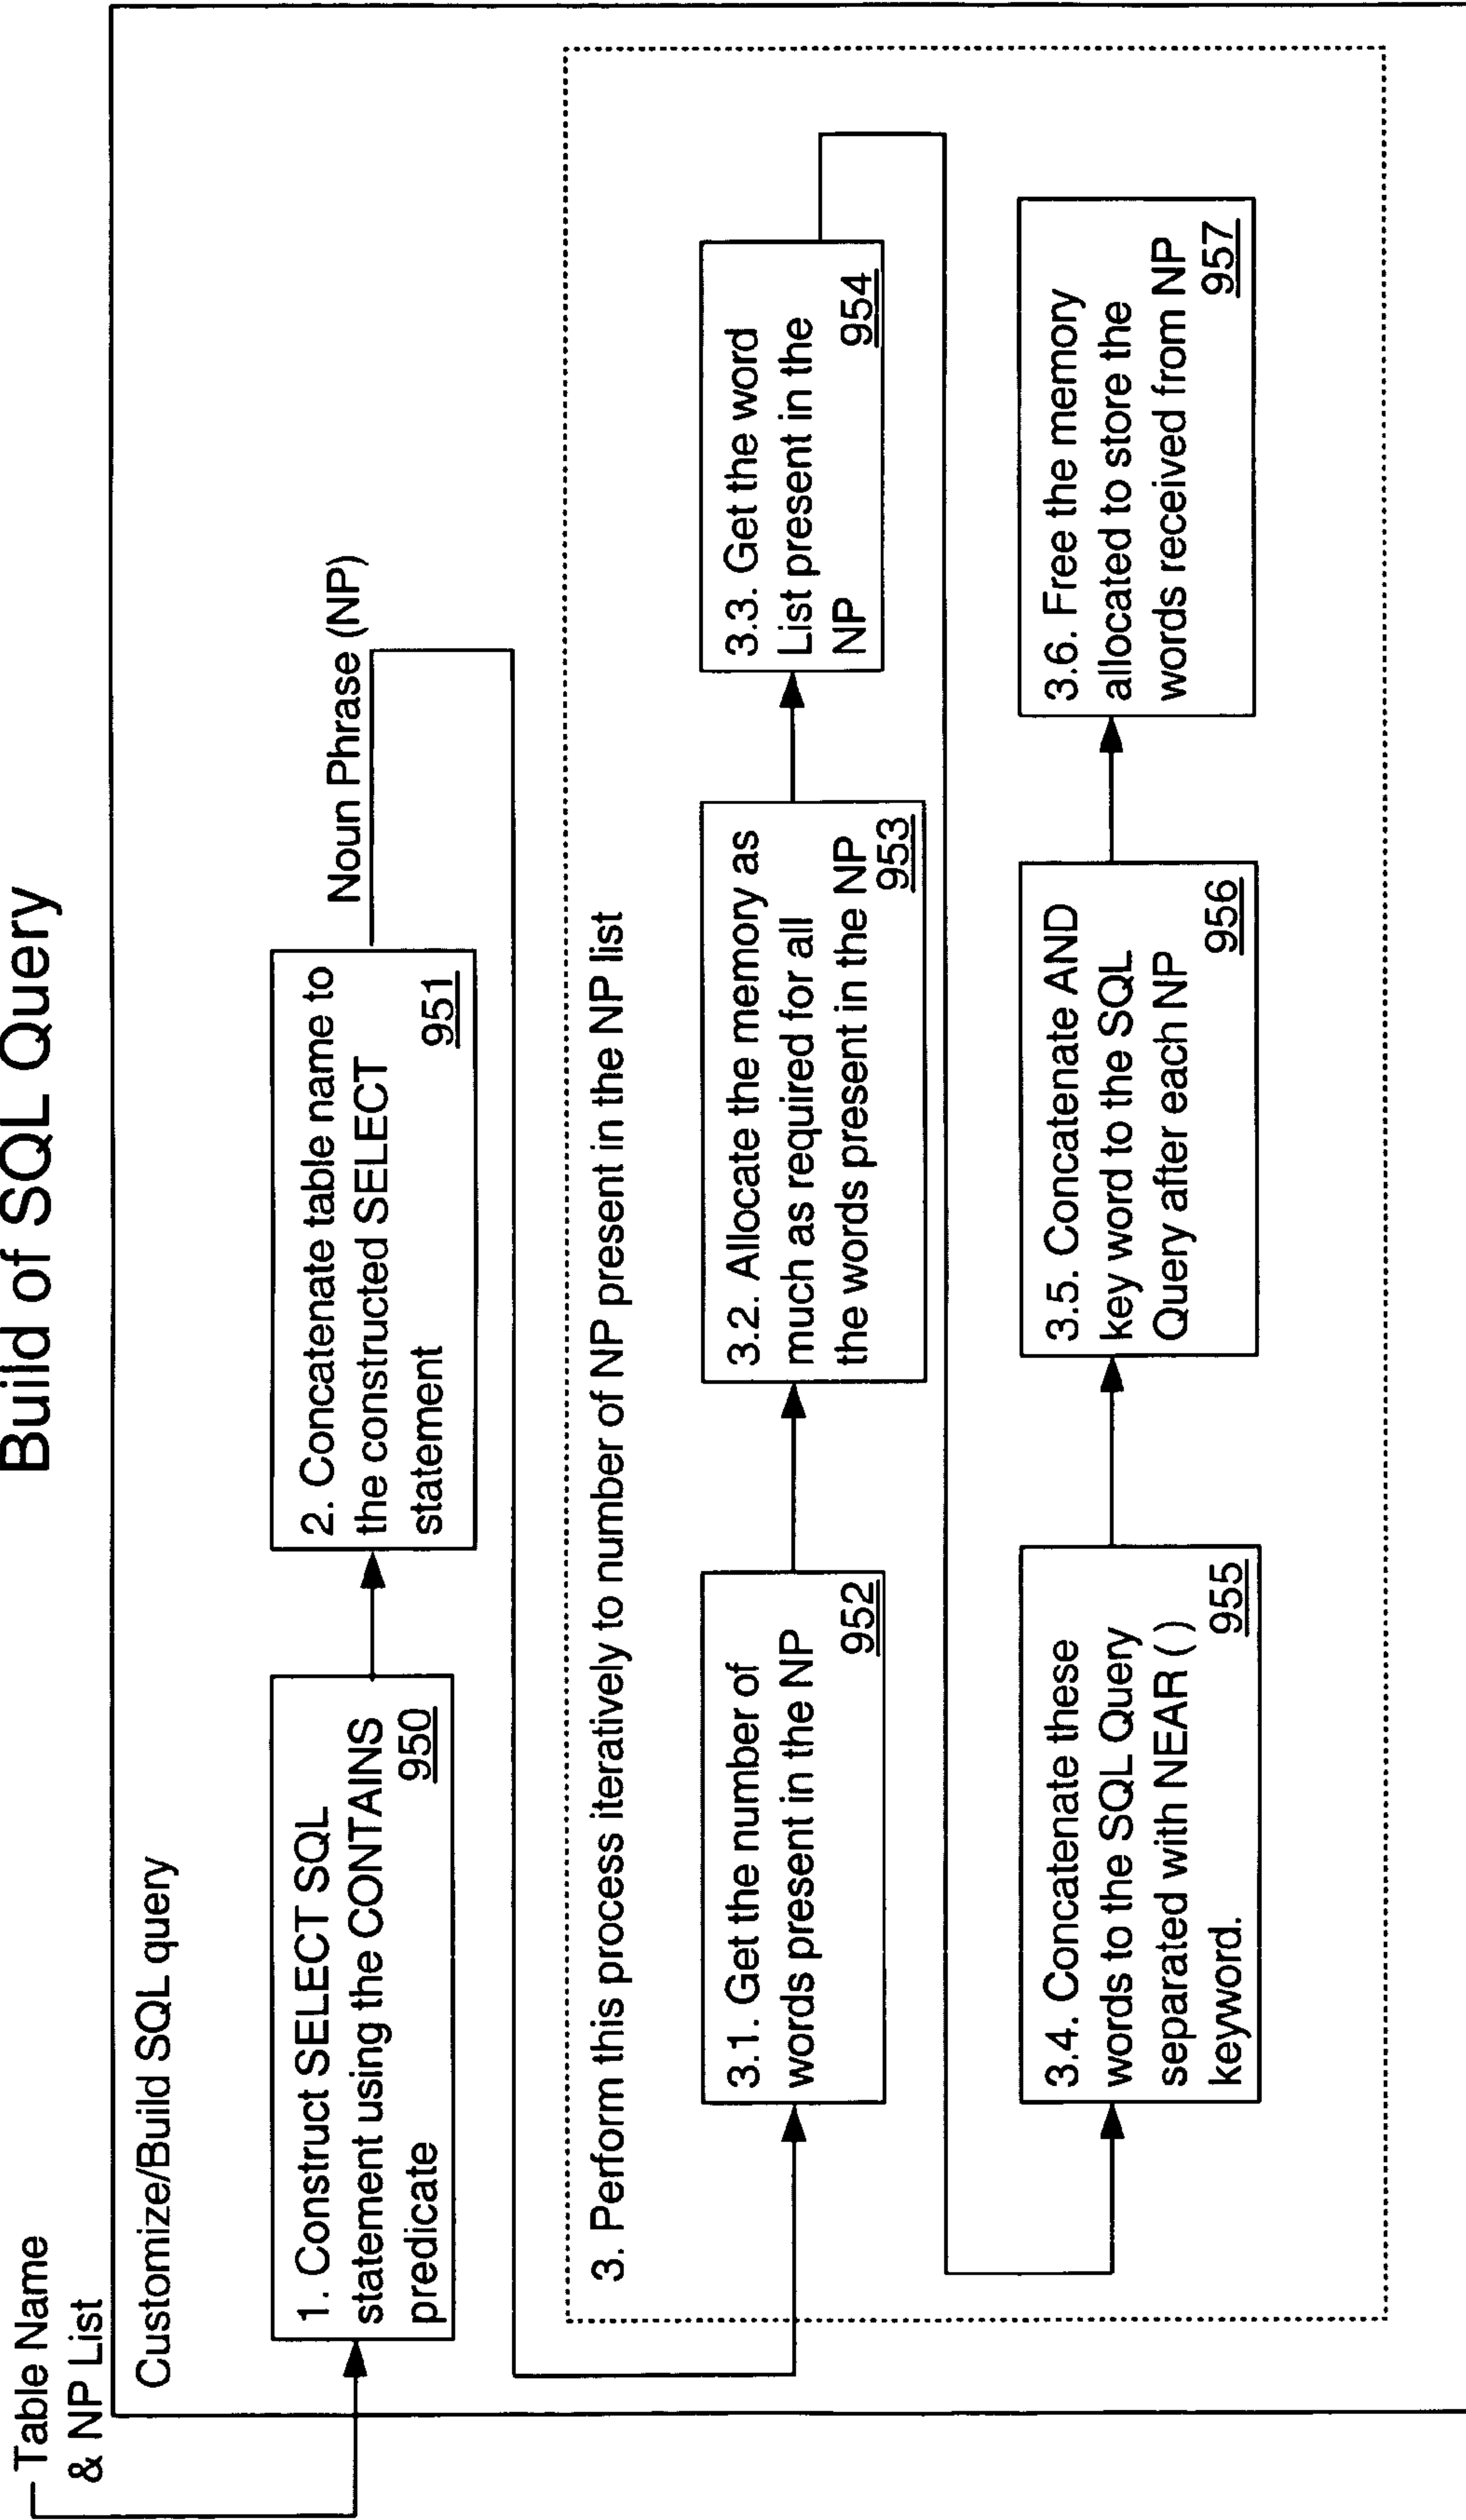 Build of SQL Query
Table Name
& NP List
Customize/Build SQL query
1. Construct SELECT SQL
statement using the CONTAINS
predicate
950
2. Concatenate table name to
the constructed SELECT
statement
951
Noun Phrase (NP)
3. Perform this process iteratively to number of NP present in the NP list
3.1. Get the number of
words present in the NP
952
3.2. Allocate the memory as
much as required for all
the words present in the NP
953
3.3. Get the word
List present in the
NP
954
3.4. Concatenate these
words to the SQL Query
separated with NEAR ( )
keyword.
955
3.5. Concatenate AND
key word to the SQL
Query after each NP
956
3.6. Free the memory
allocated to store the
words received from NP
957